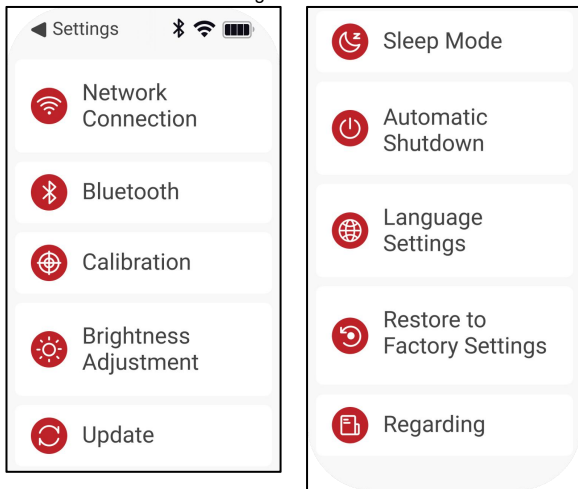 Settings
Network
Connection
Bluetooth
Calibration
Brightness
Adjustment
Update
Sleep Mode
Automatic
Shutdown
Language
Settings
Restore to
Factory Settings
Regarding